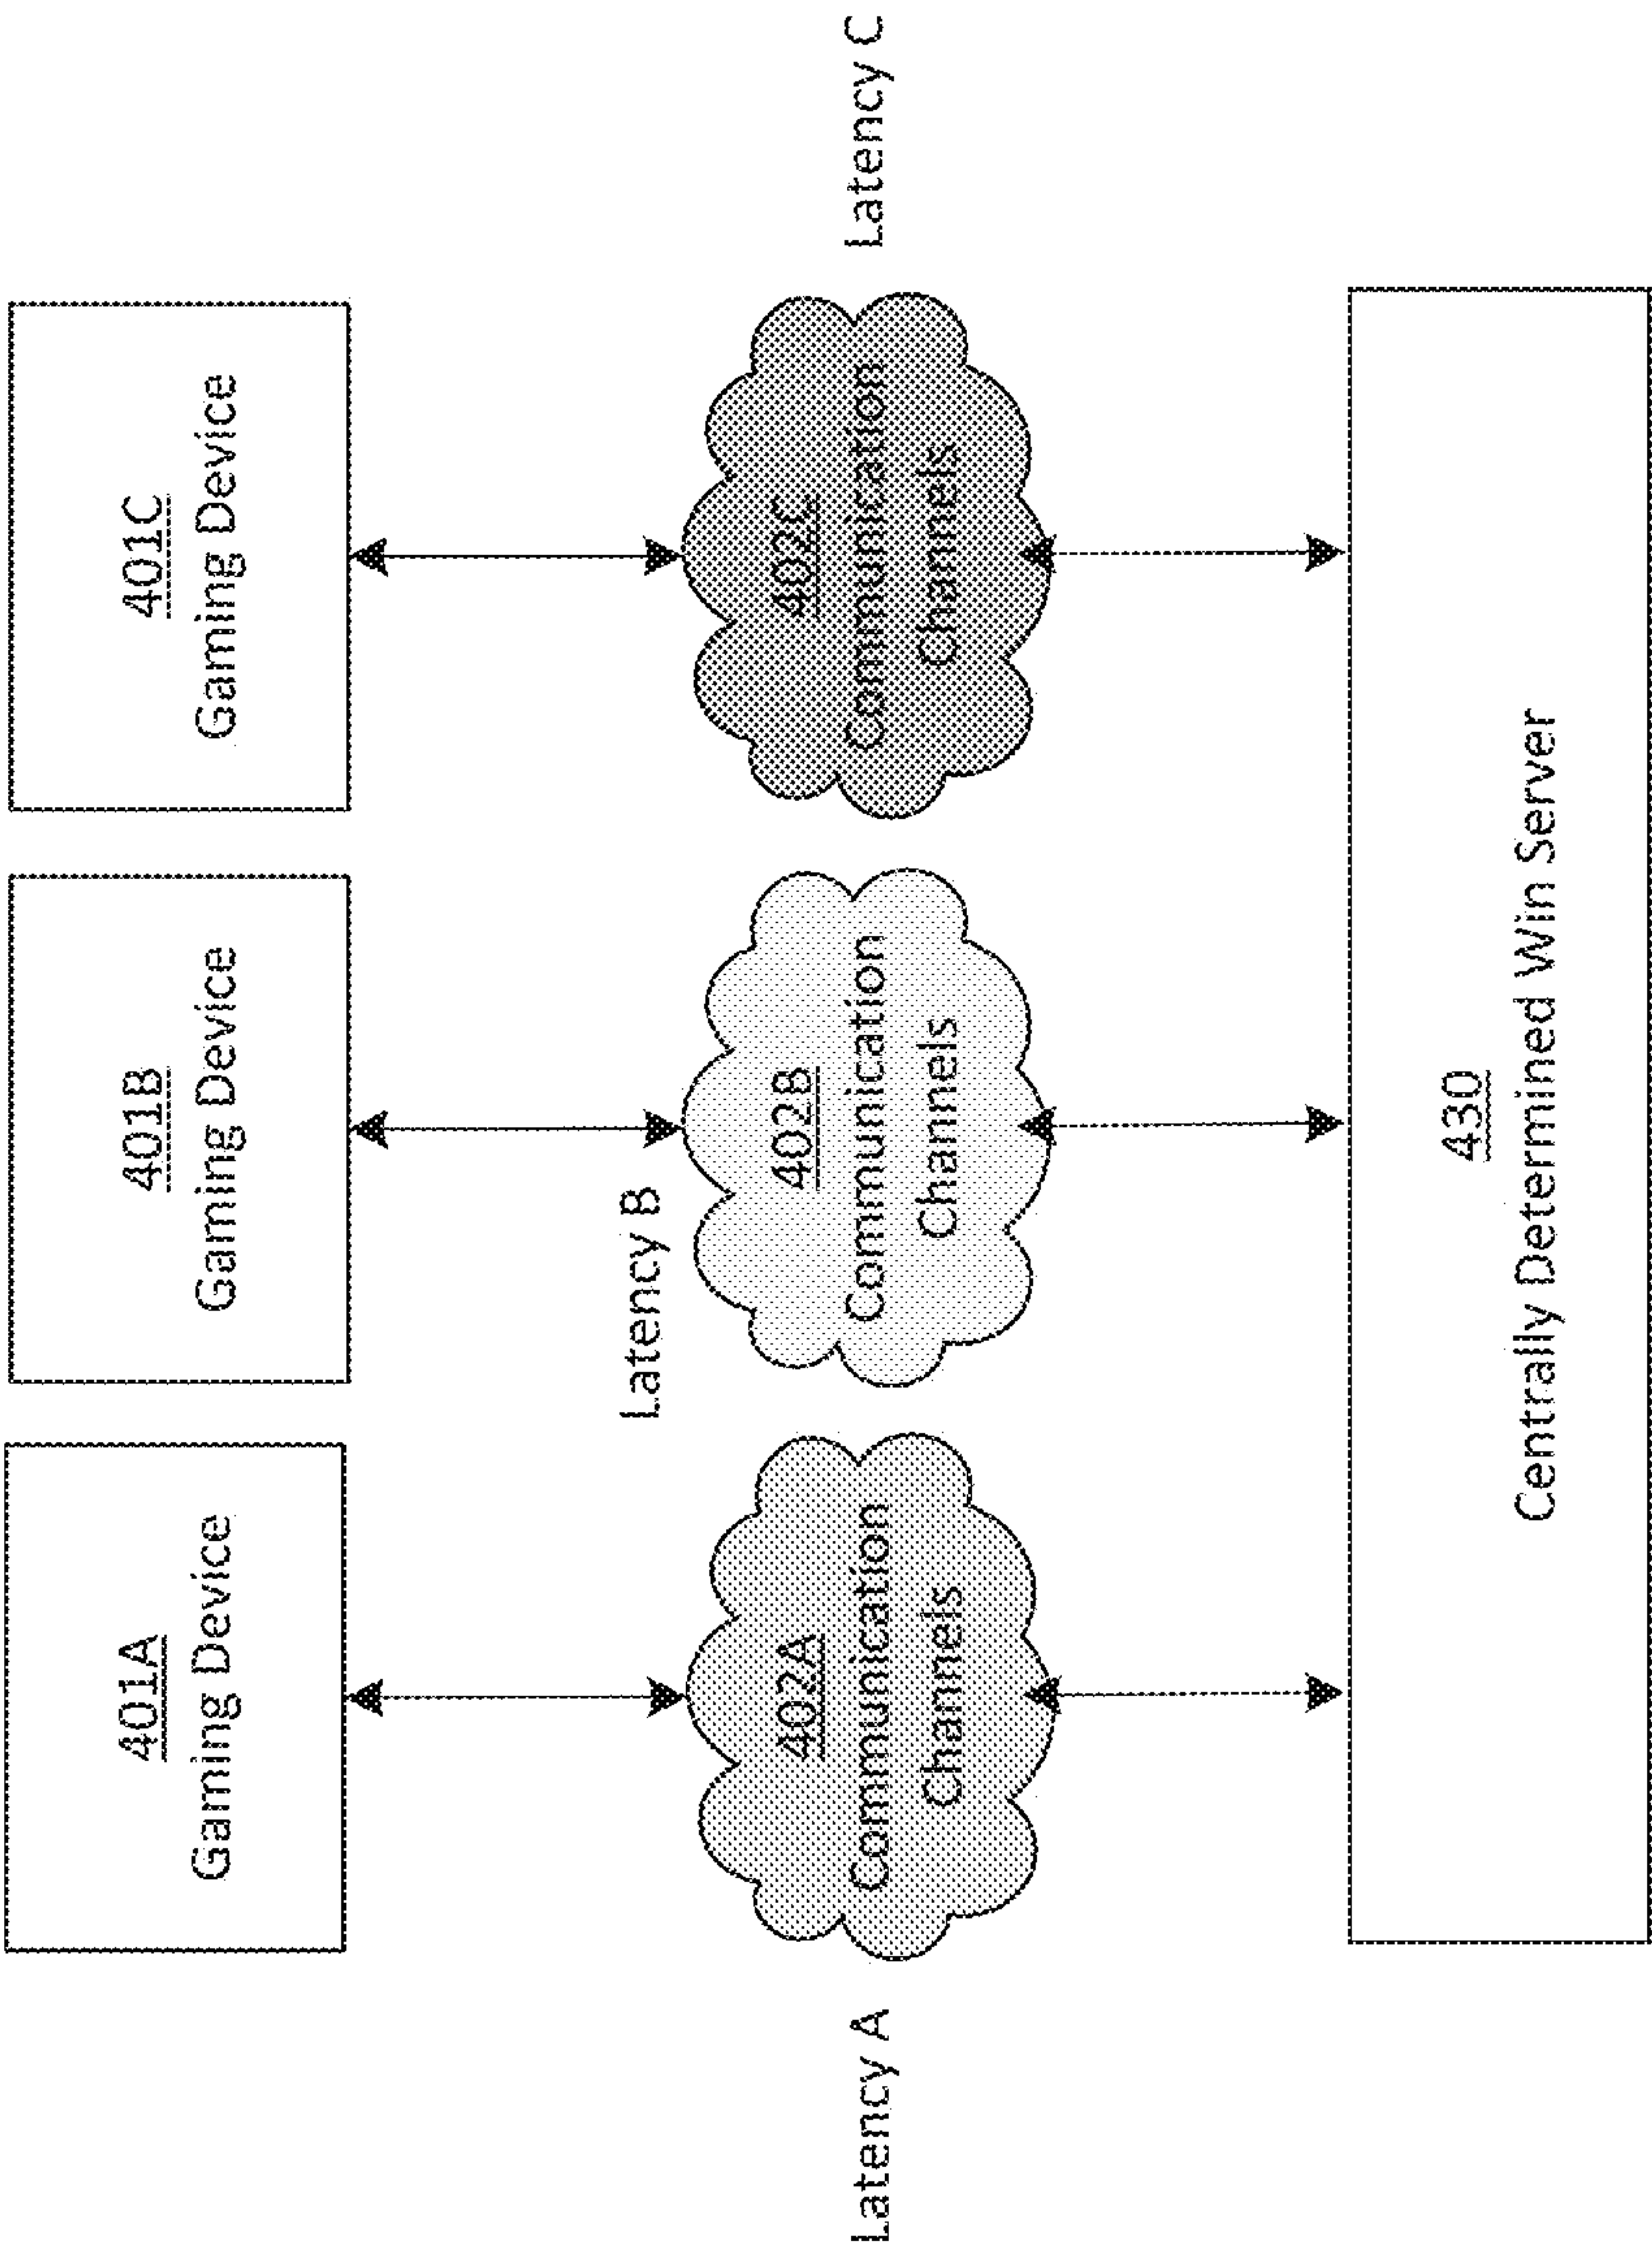 401A
Gaming Device
401B
Gaming Device
401C
Gaming Device
Latency B
Latency A
402A
Communication
Channels
402B
Communication
Channels
402C
Communication
Channels
Latency C
430
Centrally Determined Win Server